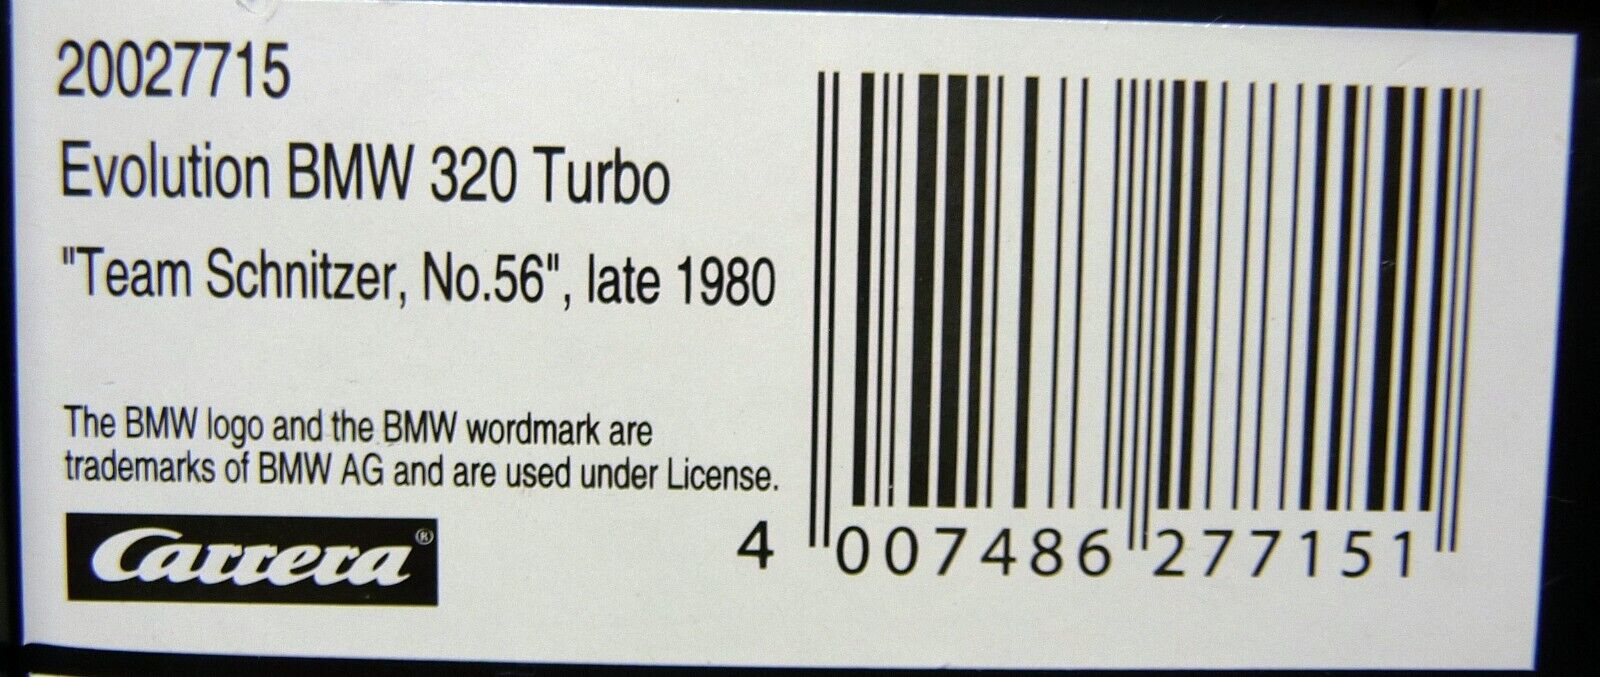 20027715
Evolution BMW 320 Turbo
"Team Schnitzer, No.56", late 1980
The BMW logo and the BMW wordmark are
trademarks of BMW AG and are used under License.
Carrera®
4 007486 277151